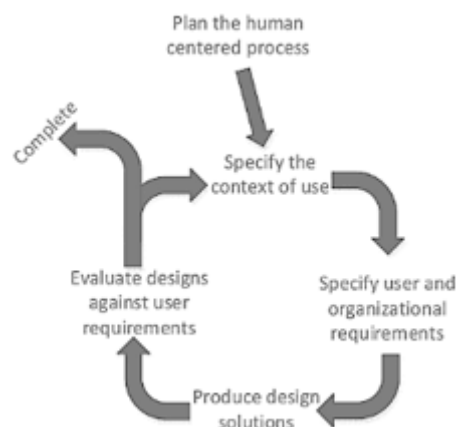 Plan the human
centered process
Complete
Specify the
context of use
Evaluate designs
against user
requirements
Specify user and
organizational
requirements
Produce design
solutions